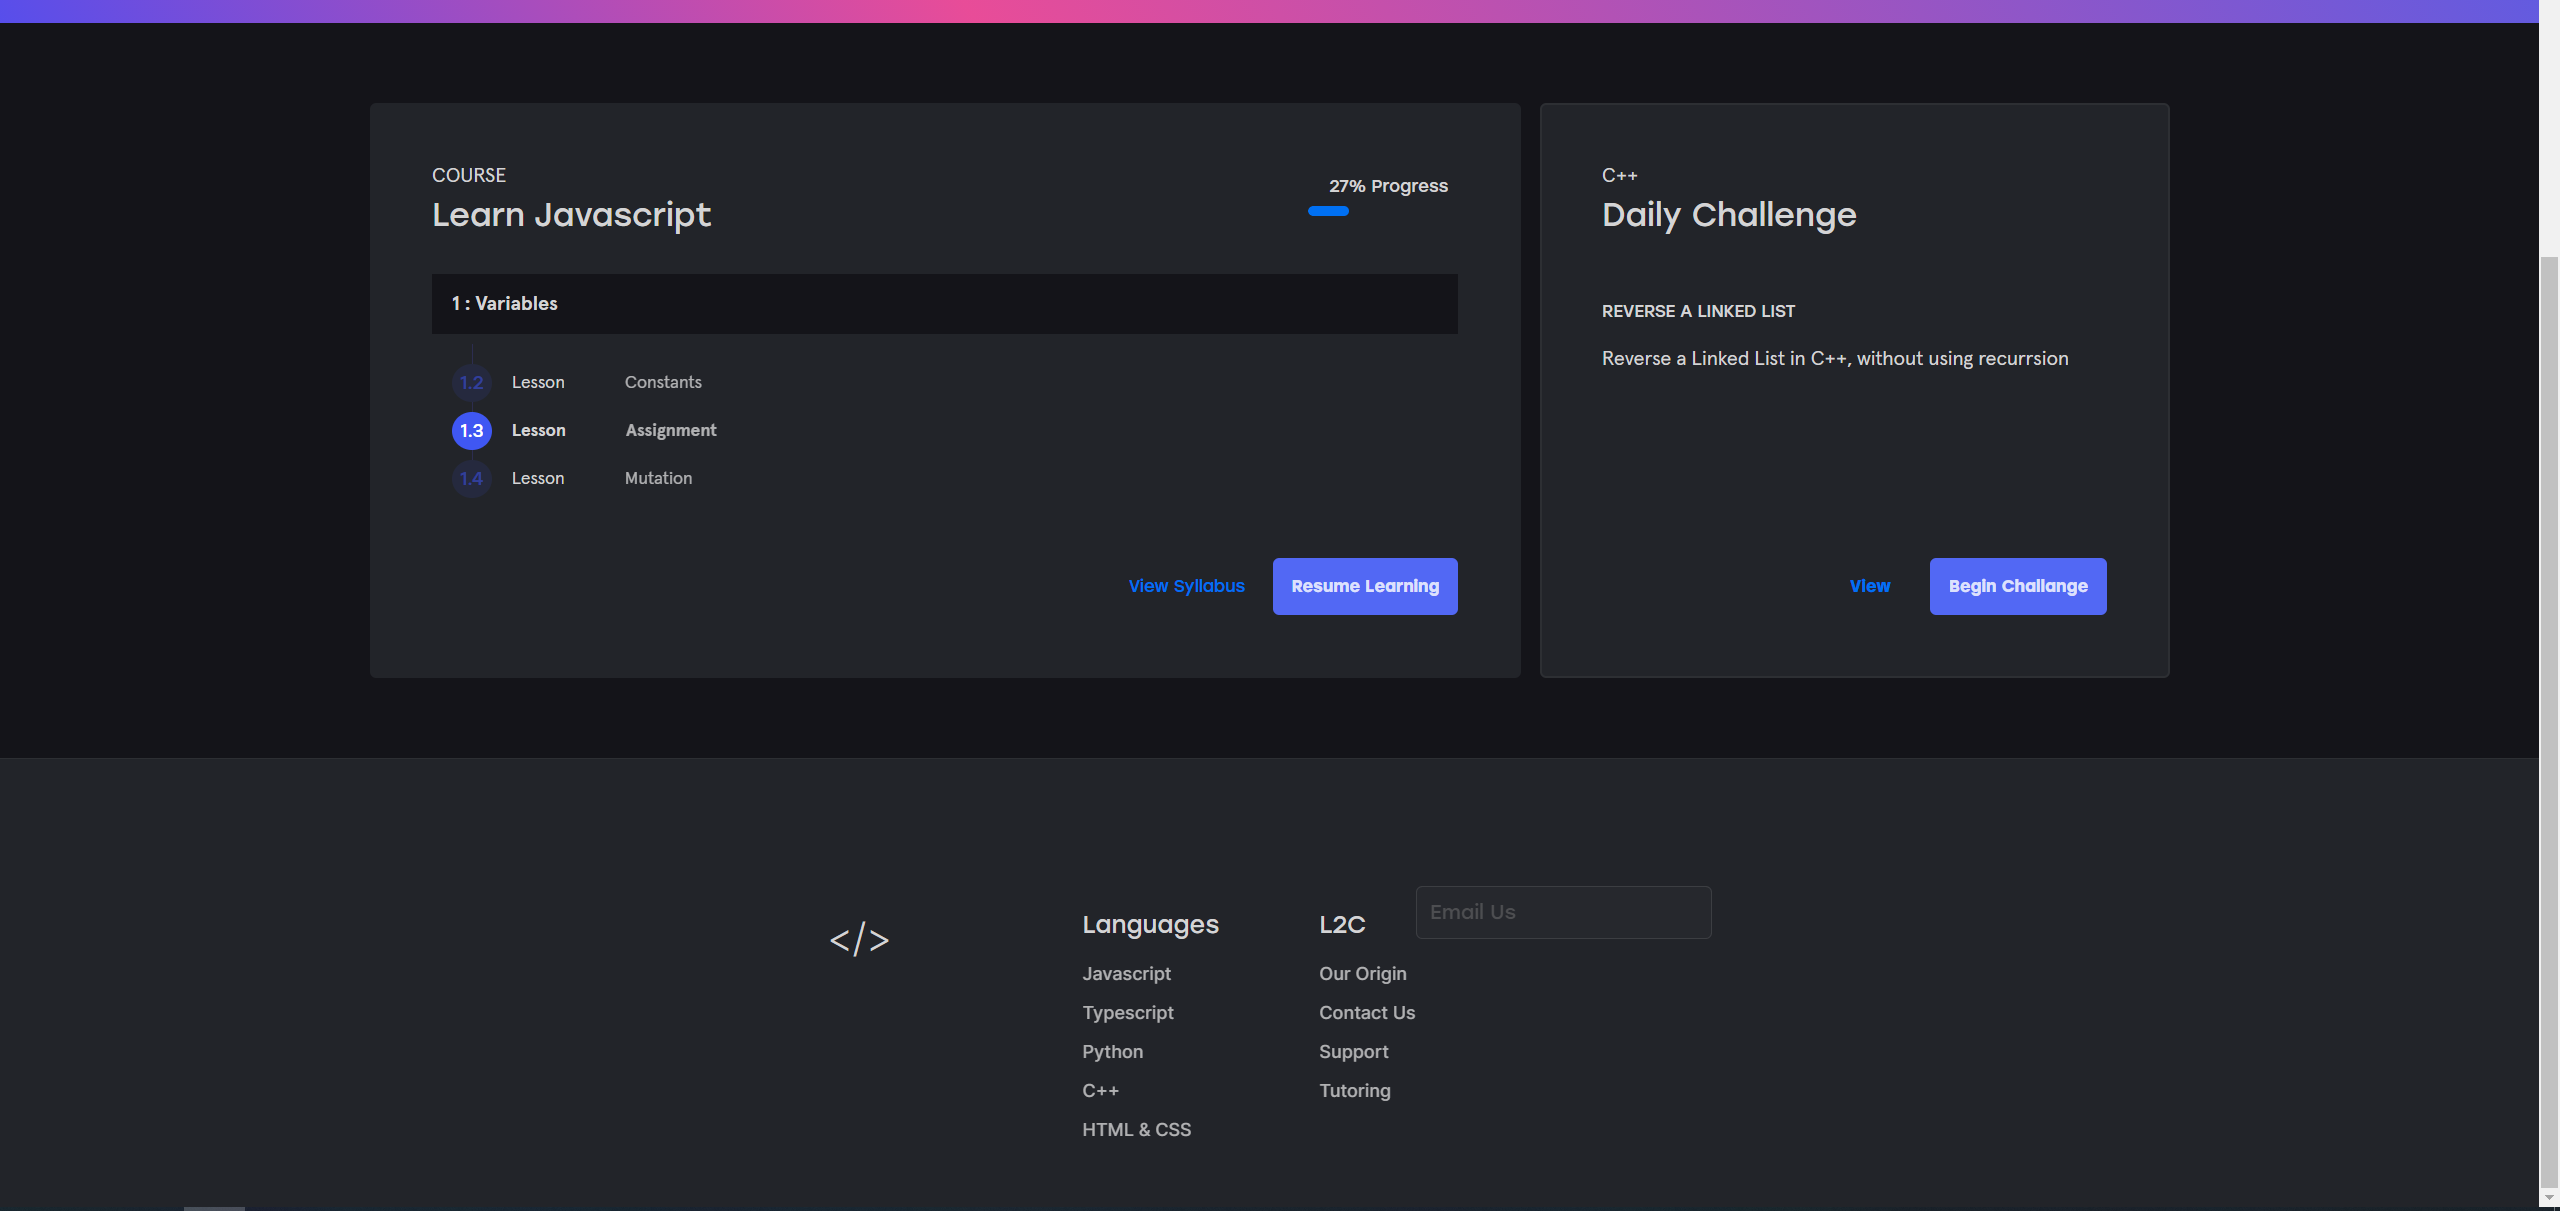 COURSE
Learn Javascript
27% Progress
1 : Variables
1.2 Lesson Constants
1.3 Lesson Assignment
1.4 Lesson Mutation
View Syllabus
Resume Learning
C++
Daily Challenge
REVERSE A LINKED LIST
Reverse a Linked List in C++, without using recurrsion
View
Begin Challange
</>
Languages
Javascript
Typescript
Python
C++
HTML & CSS
L2C
Our Origin
Contact Us
Support
Tutoring
Email Us